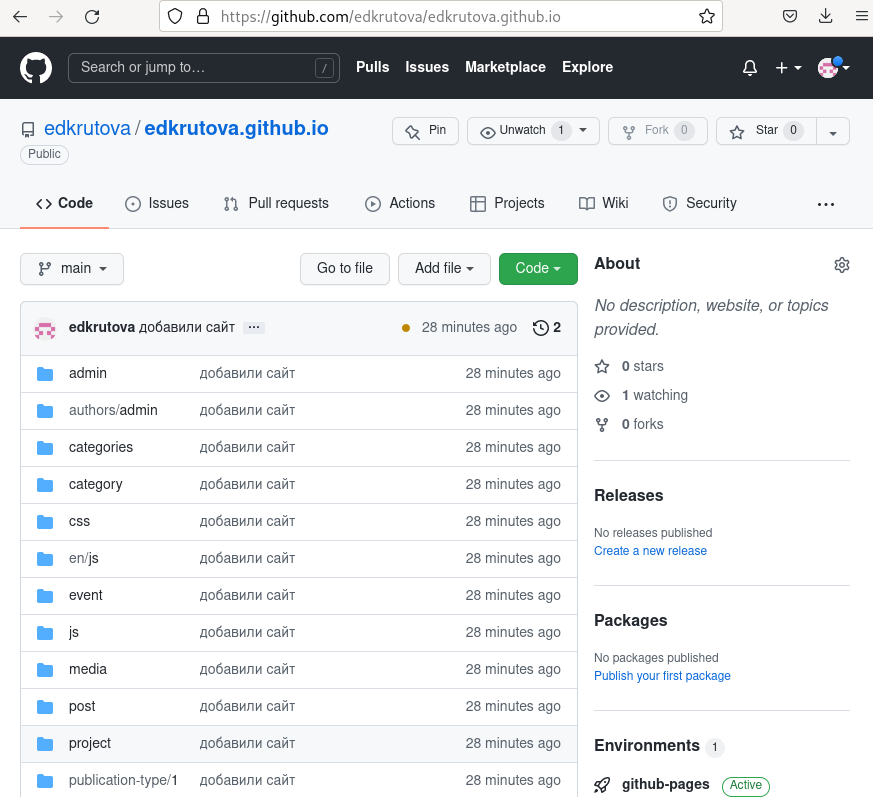 https://github.com/edkrutova/edkrutova.github.io
Search or jump to… / Pulls Issues Marketplace Explore
edkrutova / edkrutova.github.io Pin Unwatch 1 Fork 0 Star 0
Public
Code Issues Pull requests Actions Projects Wiki Security
main Go to file Add file Code
edkrutova добавили сайт 28 minutes ago 2
admin добавили сайт 28 minutes ago
authors/admin добавили сайт 28 minutes ago
categories добавили сайт 28 minutes ago
category добавили сайт 28 minutes ago
css добавили сайт 28 minutes ago
en/js добавили сайт 28 minutes ago
event добавили сайт 28 minutes ago
js добавили сайт 28 minutes ago
media добавили сайт 28 minutes ago
post добавили сайт 28 minutes ago
project добавили сайт 28 minutes ago
publication-type/1 добавили сайт 28 minutes ago
About
No description, website, or topics
provided.
0 stars
1 watching
0 forks
Releases
No releases published
Create a new release
Packages
No packages published
Publish your first package
Environments 1
github-pages Active